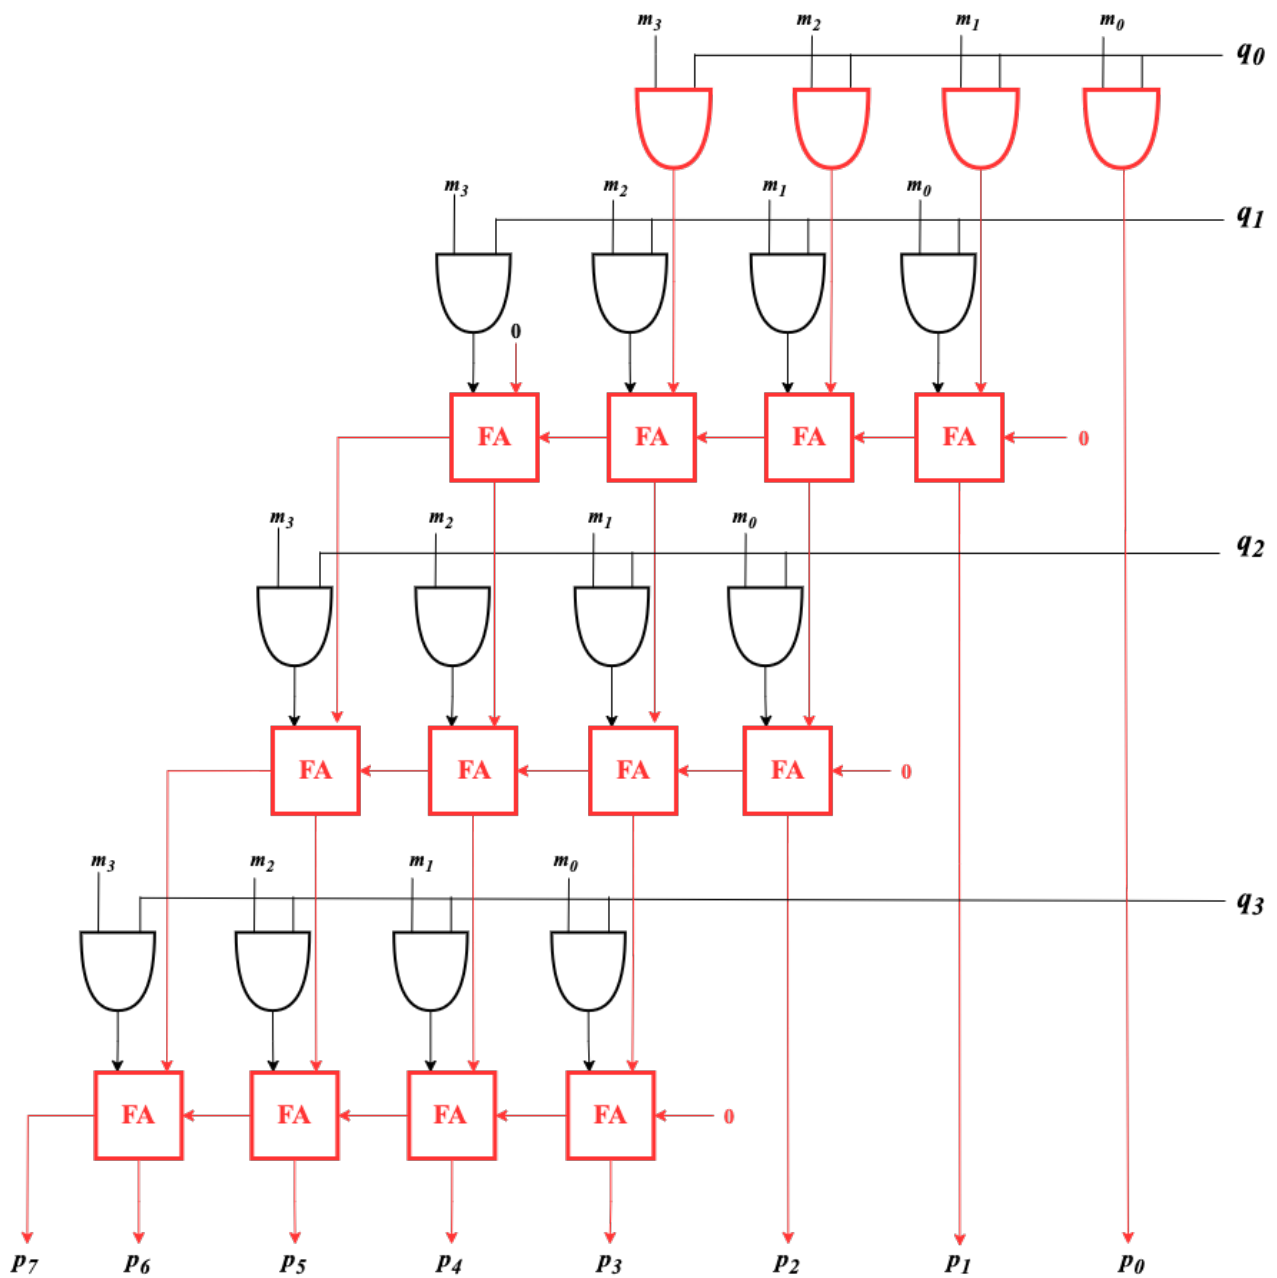 m₃ m₂ m₁ m₀
q₀
m₃ m₂ m₁ m₀
q₁
0
FA FA FA FA 0
m₃ m₂ m₁ m₀
q₂
FA FA FA FA 0
m₃ m₂ m₁ m₀
q₃
FA FA FA FA 0
p₇ p₆ p₅ p₄ p₃ p₂ p₁ p₀